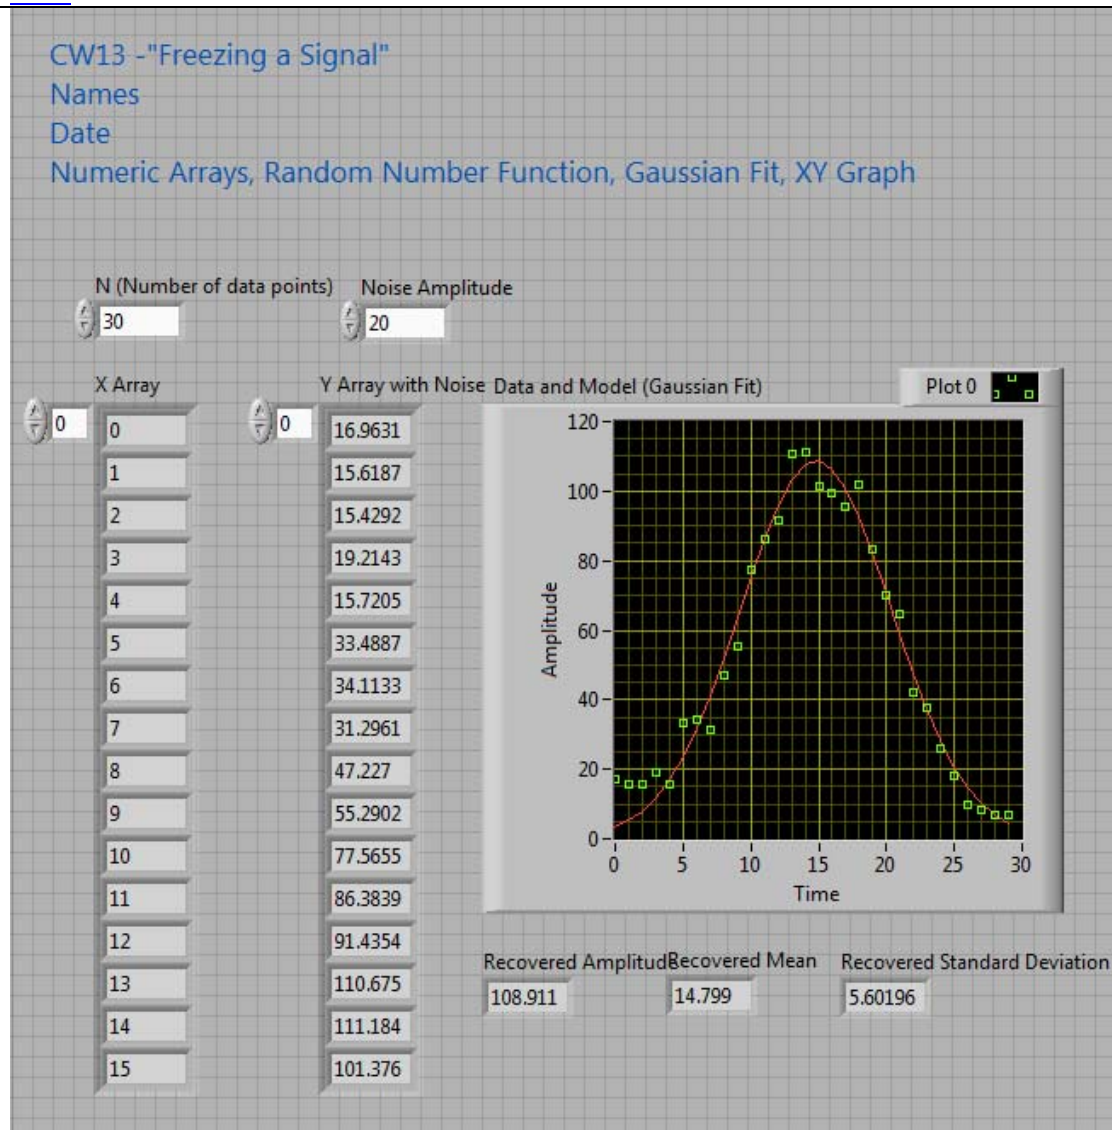 CW13 -"Freezing a Signal"
Names
Date
Numeric Arrays, Random Number Function, Gaussian Fit, XY Graph
N (Number of data points) Noise Amplitude
30 20
X Array Y Array with Noise Data and Model (Gaussian Fit) Plot 0
0 0 0 16.9631
1 15.6187
2 15.4292
3 19.2143
4 15.7205
5 33.4887
6 34.1133
7 31.2961
8 47.227
9 55.2902
10 77.5655
11 86.3839
12 91.4354
13 110.675
14 111.184
15 101.376
120
100
80
60
40
20
0
Amplitude
0 5 10 15 20 25 30
Time
Recovered Amplitud Recovered Mean Recovered Standard Deviation
108.911 14.799 5.60196